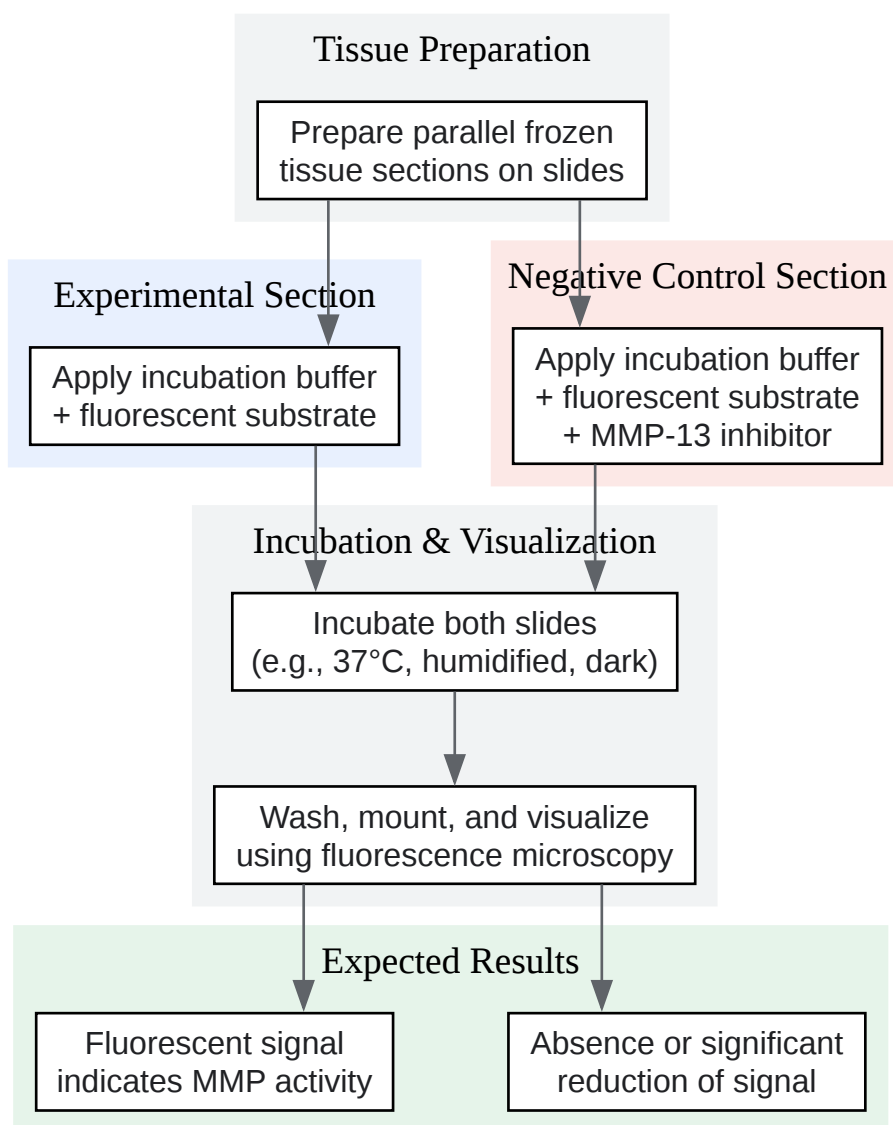 Tissue Preparation
Prepare parallel frozen
tissue sections on slides
Experimental Section
Apply incubation buffer
+ fluorescent substrate
Negative Control Section
Apply incubation buffer
+ fluorescent substrate
+ MMP-13 inhibitor
Incubation & Visualization
Incubate both slides
(e.g., 37°C, humidified, dark)
Wash, mount, and visualize
using fluorescence microscopy
Expected Results
Fluorescent signal
indicates MMP activity
Absence or significant
reduction of signal